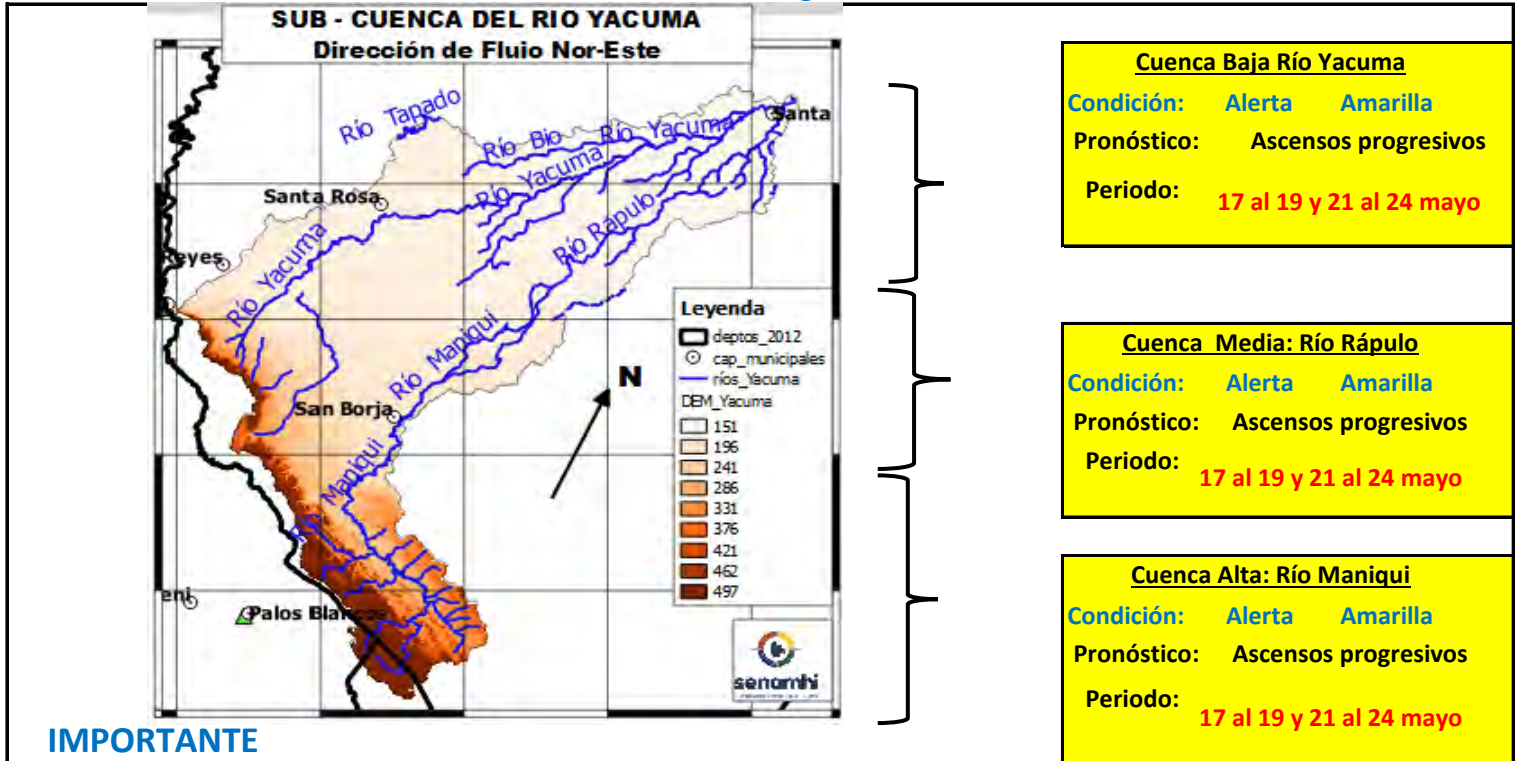 SUB - CUENCA DEL RIO YACUMA
Dirección de Fluio Nor-Este
Río Tapado
Río Bio
Río Yacuma
Santa
Río Yacuma
Santa Rosa
Río Rápulo
Reyes
Río Yacuma
Río Maniqui
San Borja
Río Maniqui
N
Río Maniqui
eni
Palos Blancos
Leyenda
deptos_2012
cap_municipales
ríos_Yacuma
DEM_Yacuma
151
196
241
286
331
376
421
462
497
senamhi
Cuenca Baja Río Yacuma
Condición: Alerta Amarilla
Pronóstico: Ascensos progresivos
Periodo: 17 al 19 y 21 al 24 mayo
Cuenca Media: Río Rápulo
Condición: Alerta Amarilla
Pronóstico: Ascensos progresivos
Periodo: 17 al 19 y 21 al 24 mayo
Cuenca Alta: Río Maniqui
Condición: Alerta Amarilla
Pronóstico: Ascensos progresivos
Periodo: 17 al 19 y 21 al 24 mayo
IMPORTANTE